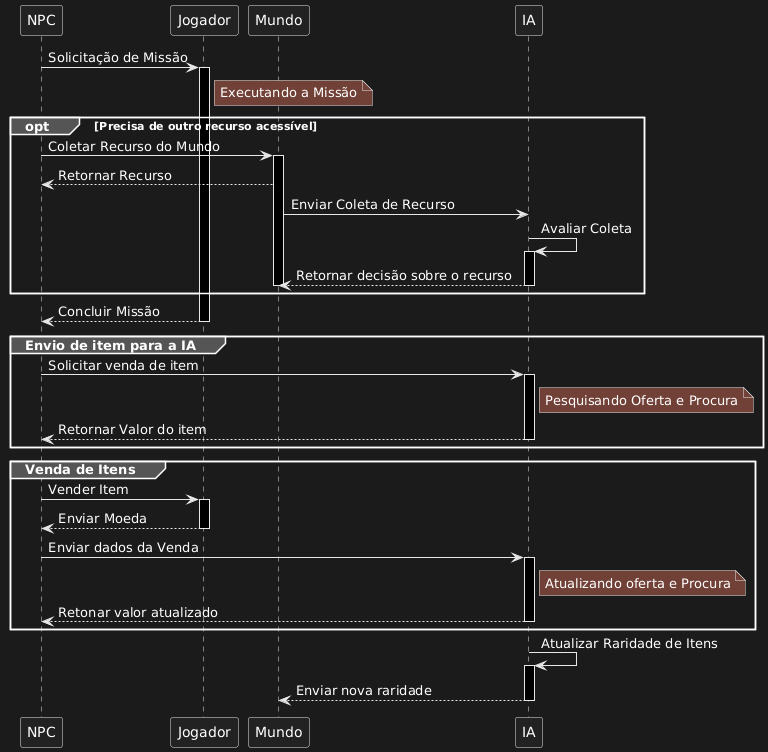 NPC Jogador Mundo IA
Solicitação de Missão
Executando a Missão
opt [Precisa de outro recurso acessível]
Coletar Recurso do Mundo
Retornar Recurso
Enviar Coleta de Recurso
Avaliar Coleta
Retornar decisão sobre o recurso
Concluir Missão
Envio de item para a IA
Solicitar venda de item
Pesquisando Oferta e Procura
Retornar Valor do item
Venda de Itens
Vender Item
Enviar Moeda
Enviar dados da Venda
Atualizando oferta e Procura
Retonar valor atualizado
Atualizar Raridade de Itens
Enviar nova raridade
NPC Jogador Mundo IA